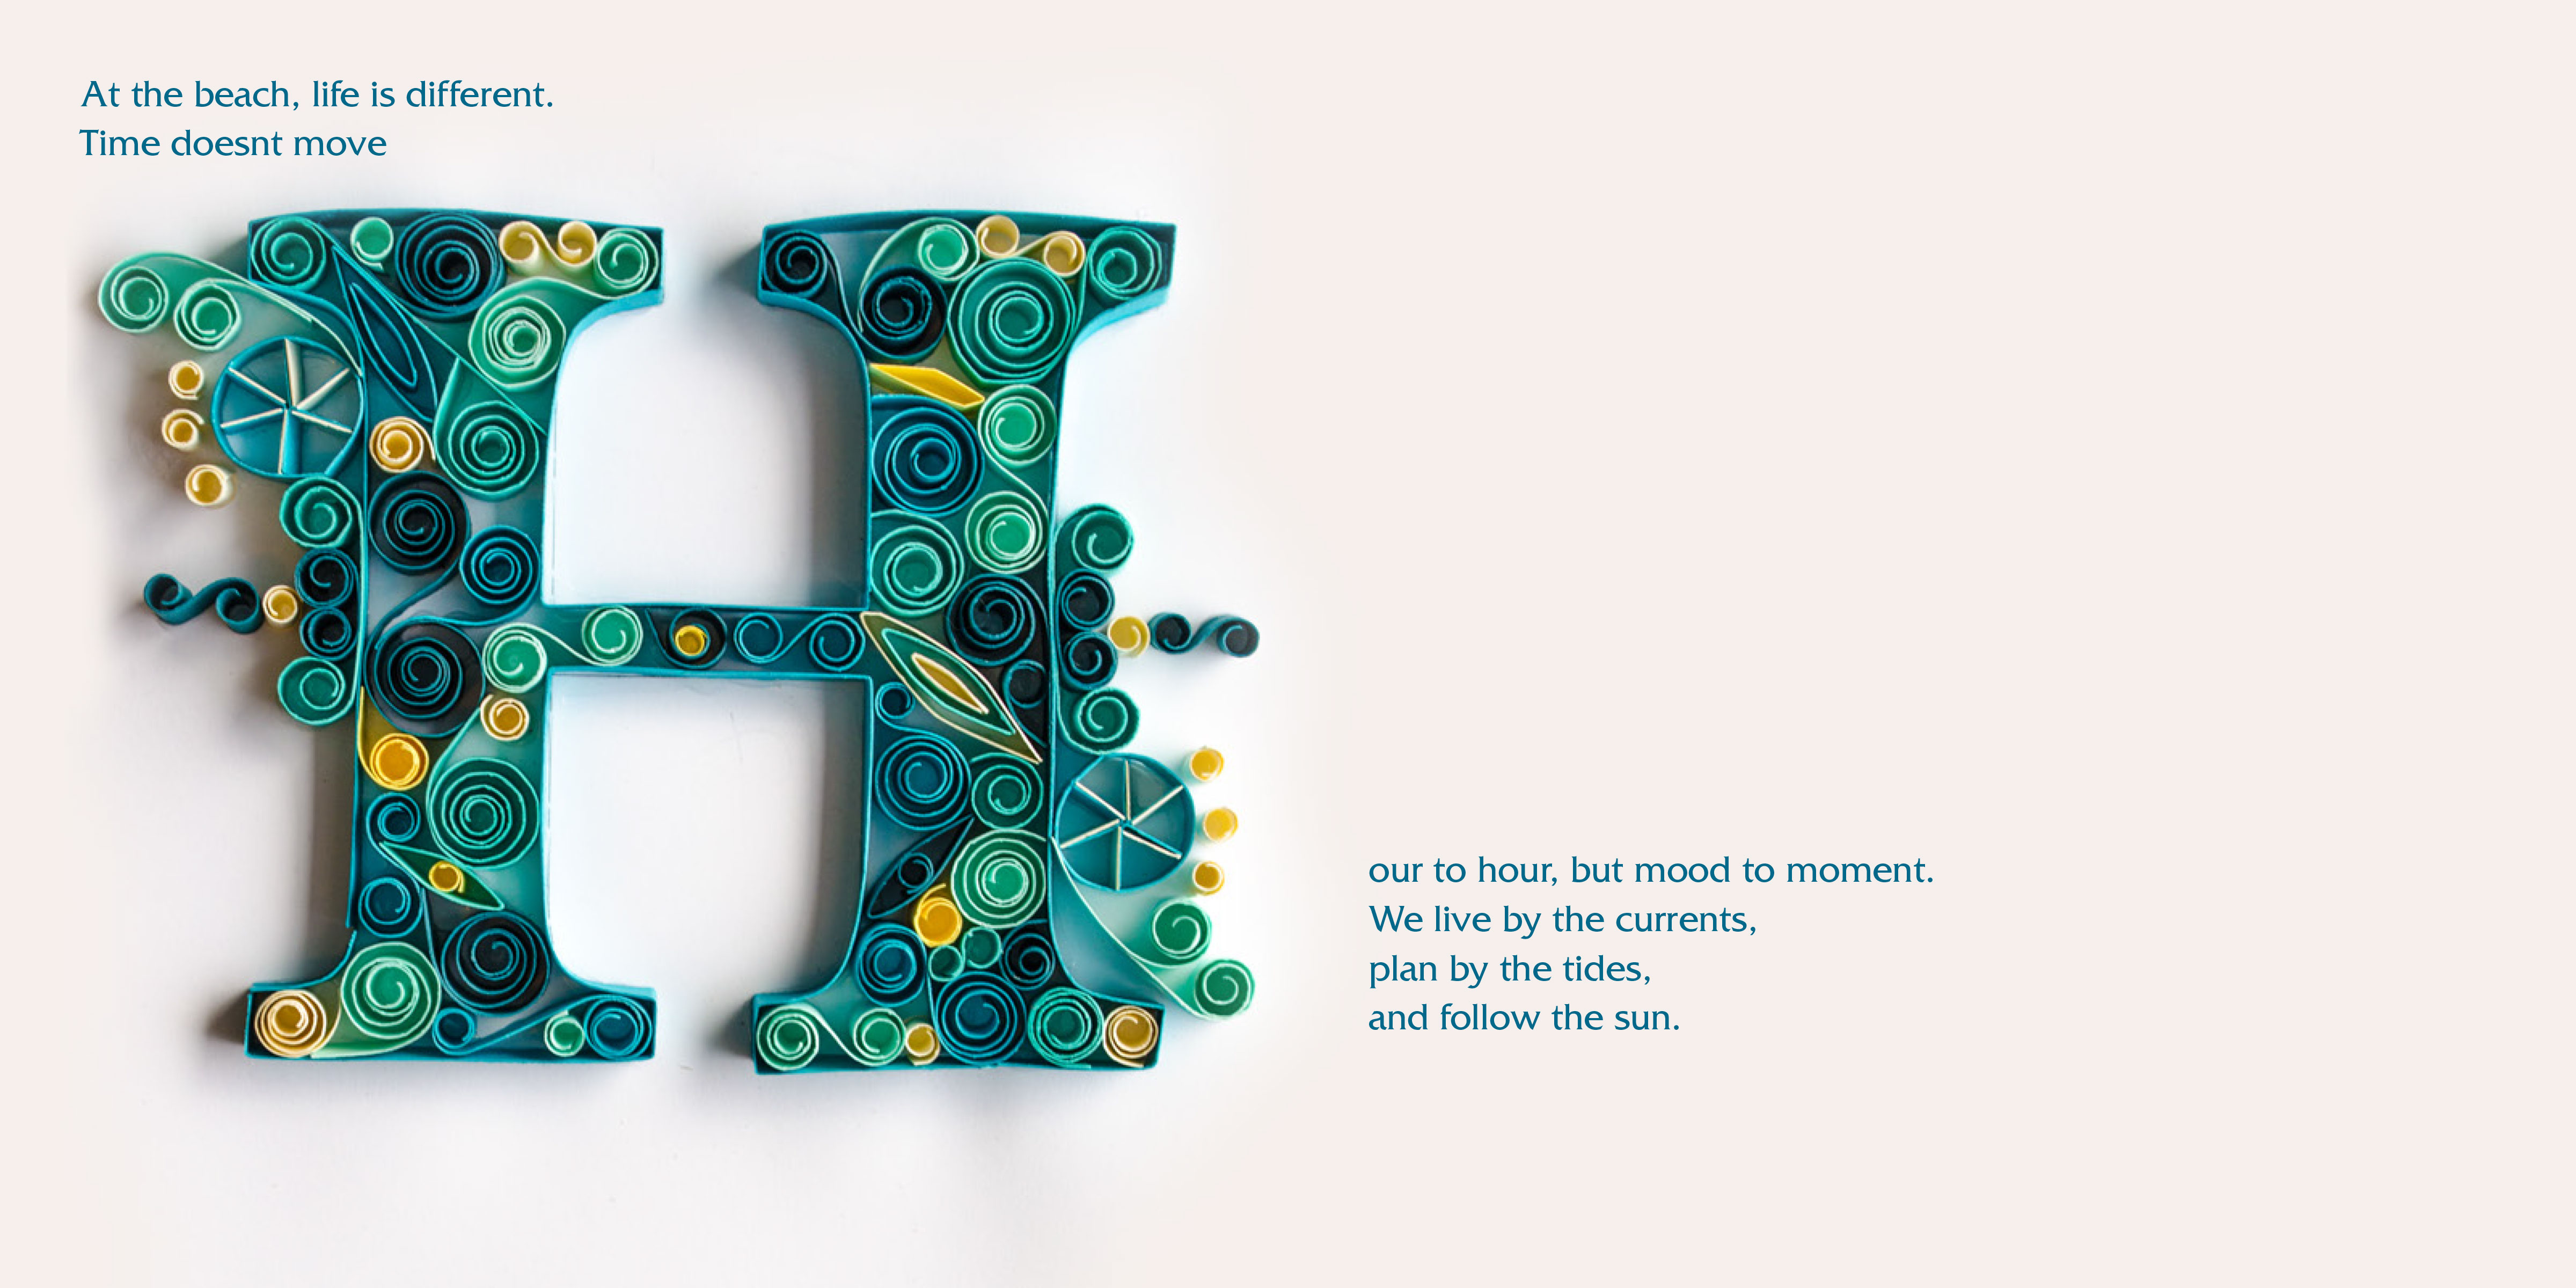 At the beach, life is different.
Time doesnt move
H
our to hour, but mood to moment.
We live by the currents,
plan by the tides,
and follow the sun.